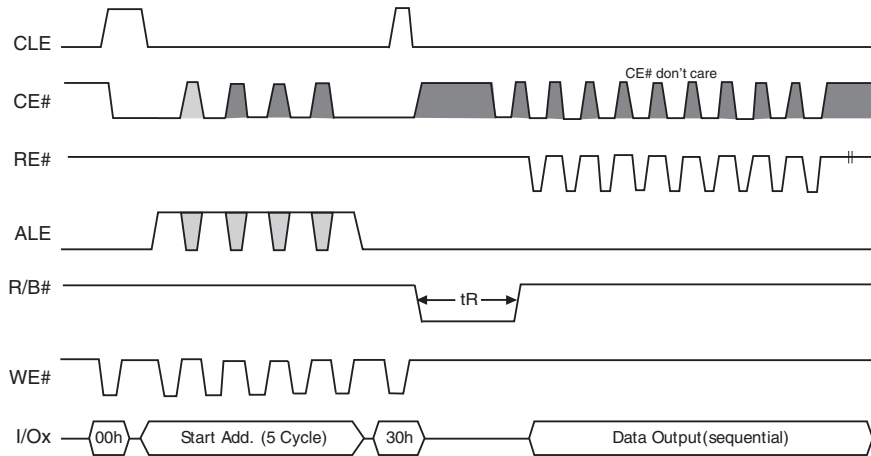 CLE
CE# don't care
CE#
RE#
ALE
R/B#
tR
WE#
I/Ox
00h
Start Add. (5 Cycle)
30h
Data Output(sequential)